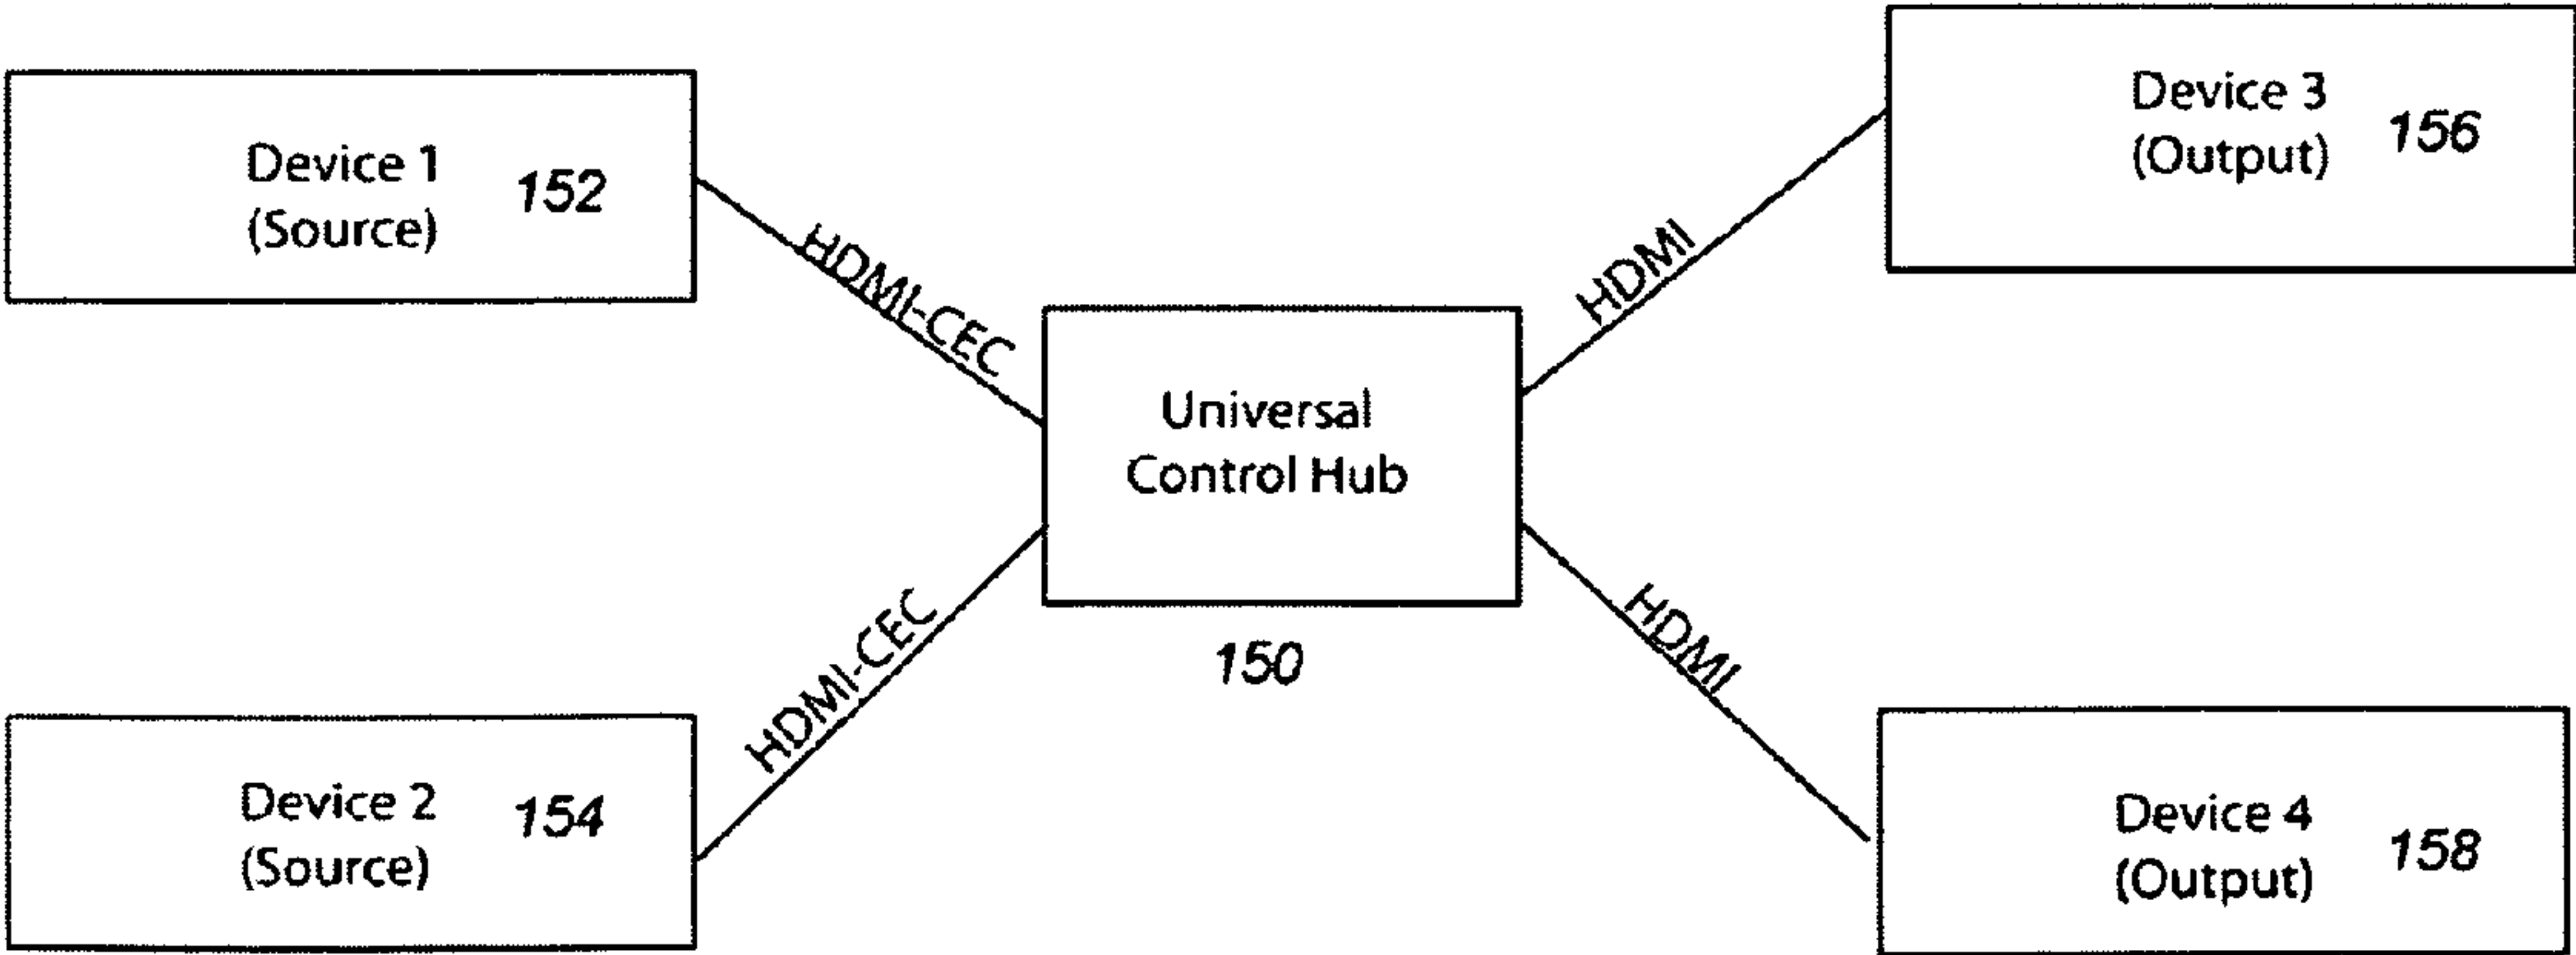 Device 1
(Source)
152
HDMI-CEC
Device 2
(Source)
154
HDMI-CEC
Universal
Control Hub
150
HDMI
Device 3
(Output)
156
HDMI
Device 4
(Output)
158